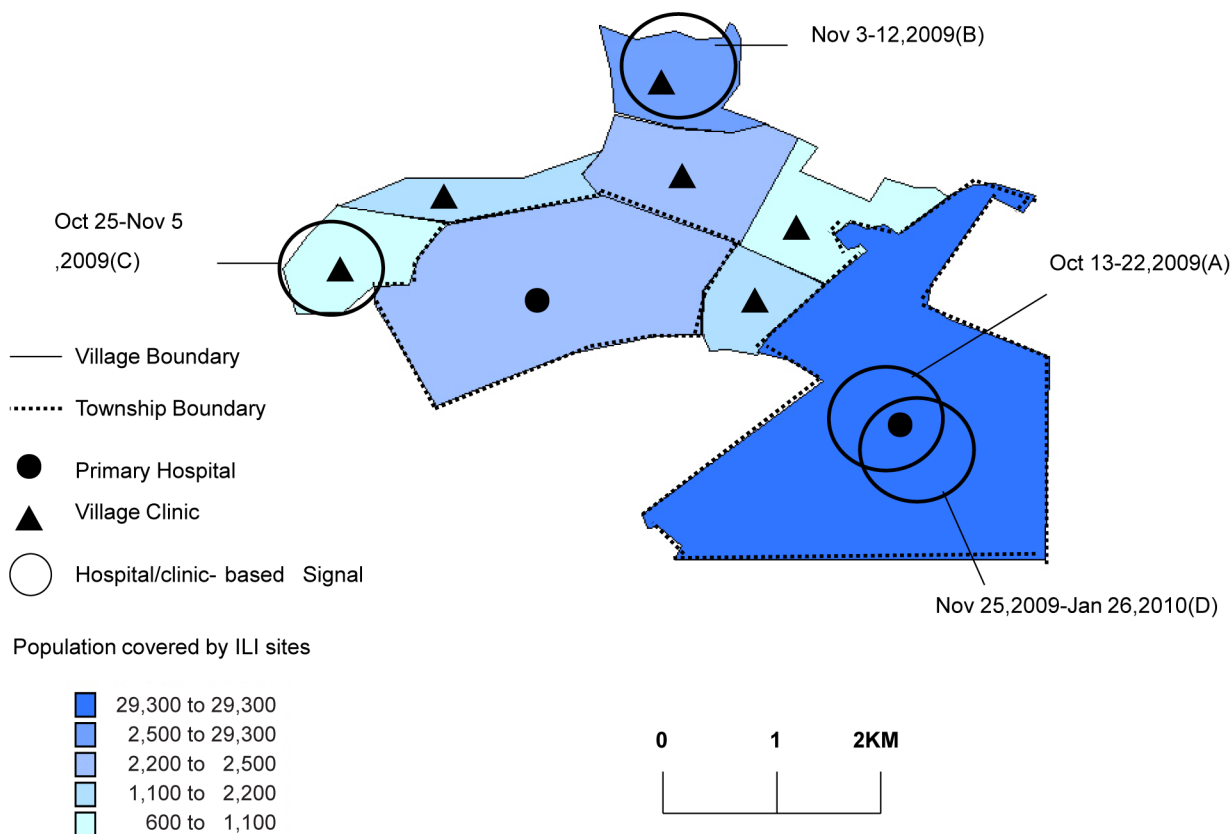 Nov 3-12,2009(B)
Oct 25-Nov 5
,2009(C)
Oct 13-22,2009(A)
Village Boundary
Township Boundary
Primary Hospital
Village Clinic
Hospital/clinic- based Signal
Nov 25,2009-Jan 26,2010(D)
Population covered by ILI sites
29,300 to 29,300
2,500 to 29,300
2,200 to 2,500
1,100 to 2,200
600 to 1,100
0 1 2KM